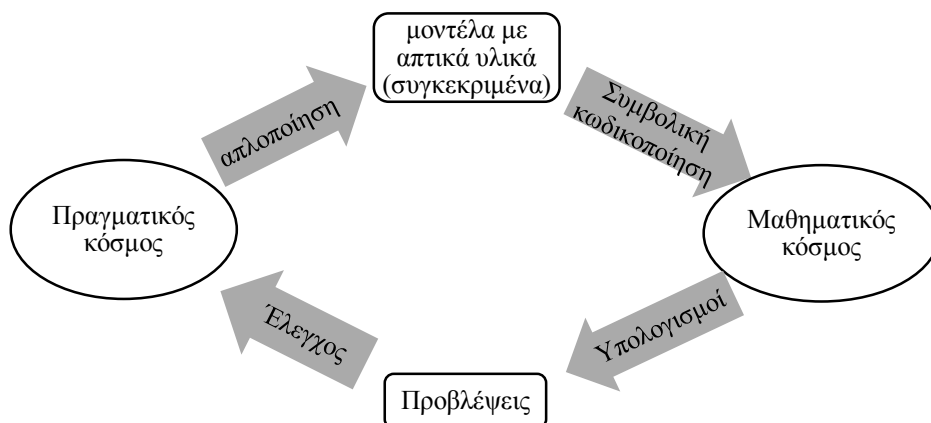 μοντέλα με
απτικά υλικά
(συγκεκριμένα)
απλοποίηση
Συμβολική
κωδικοποίηση
Πραγματικός
κόσμος
Μαθηματικός
κόσμος
Έλεγχος
Υπολογισμοί
Προβλέψεις